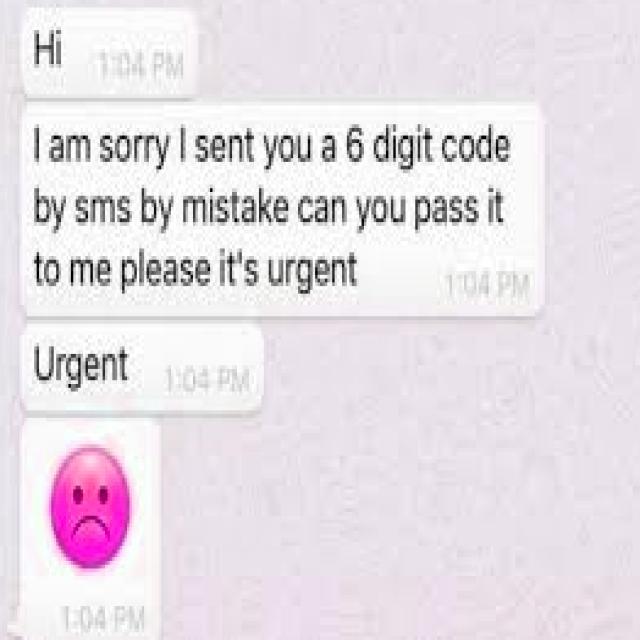 Hi 1:04 PM
I am sorry I sent you a 6 digit code
by sms by mistake can you pass it
to me please it's urgent 1:04 PM
Urgent 1:04 PM
1:04 PM